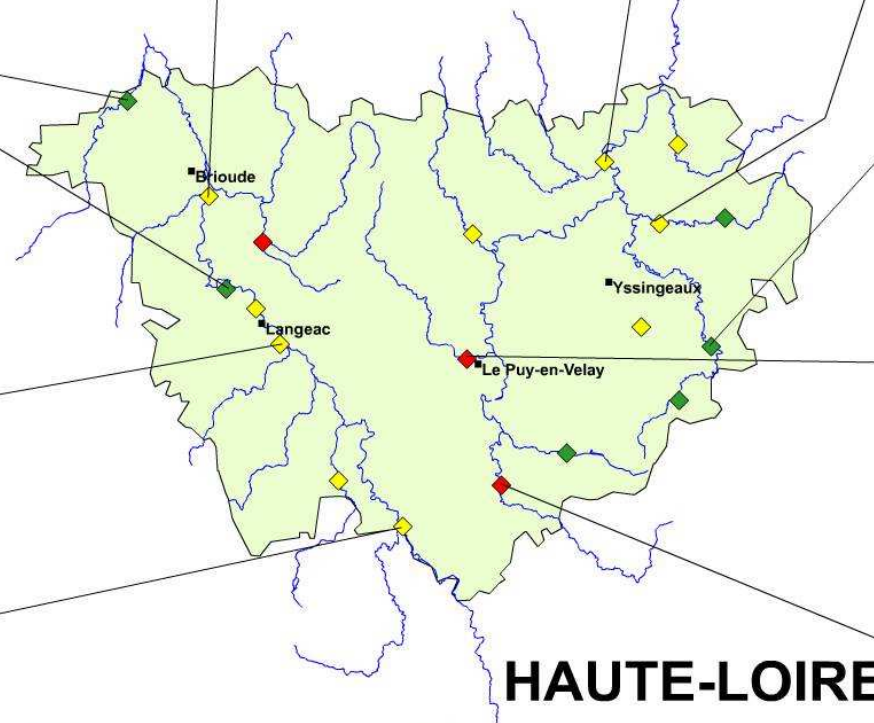 Brioude
Yssingeaux
Langeac
Le Puy-en-Velay
HAUTE-LOIRE